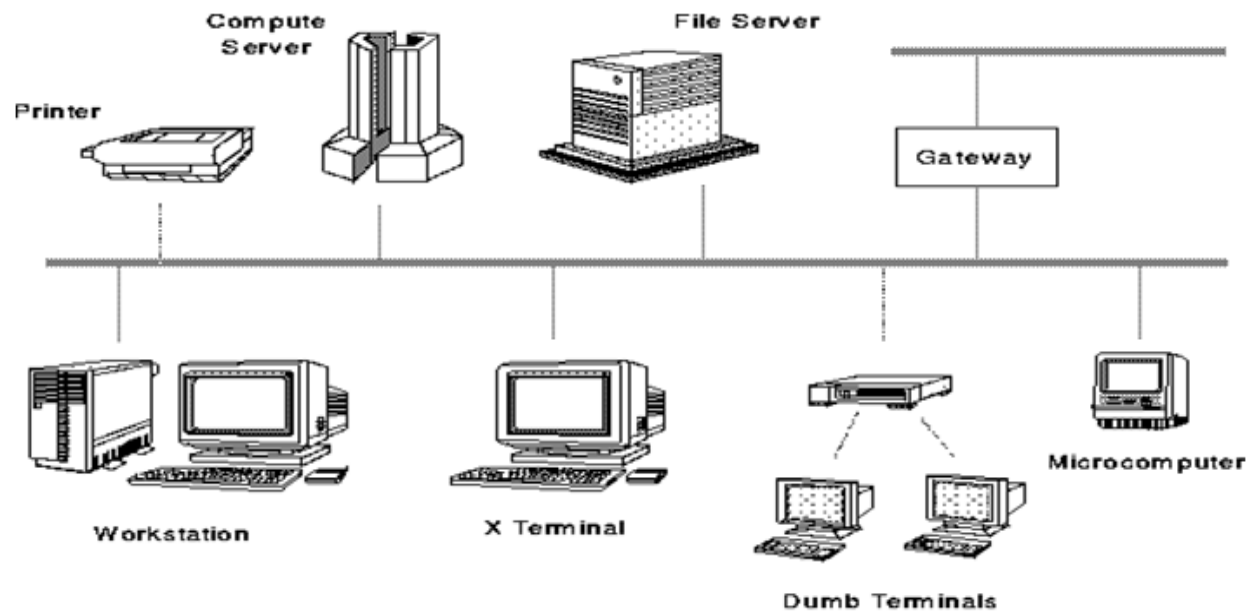 Compute
Server
File Server
Printer
Gateway
Microcomputer
Workstation
X Terminal
Dumb Terminals